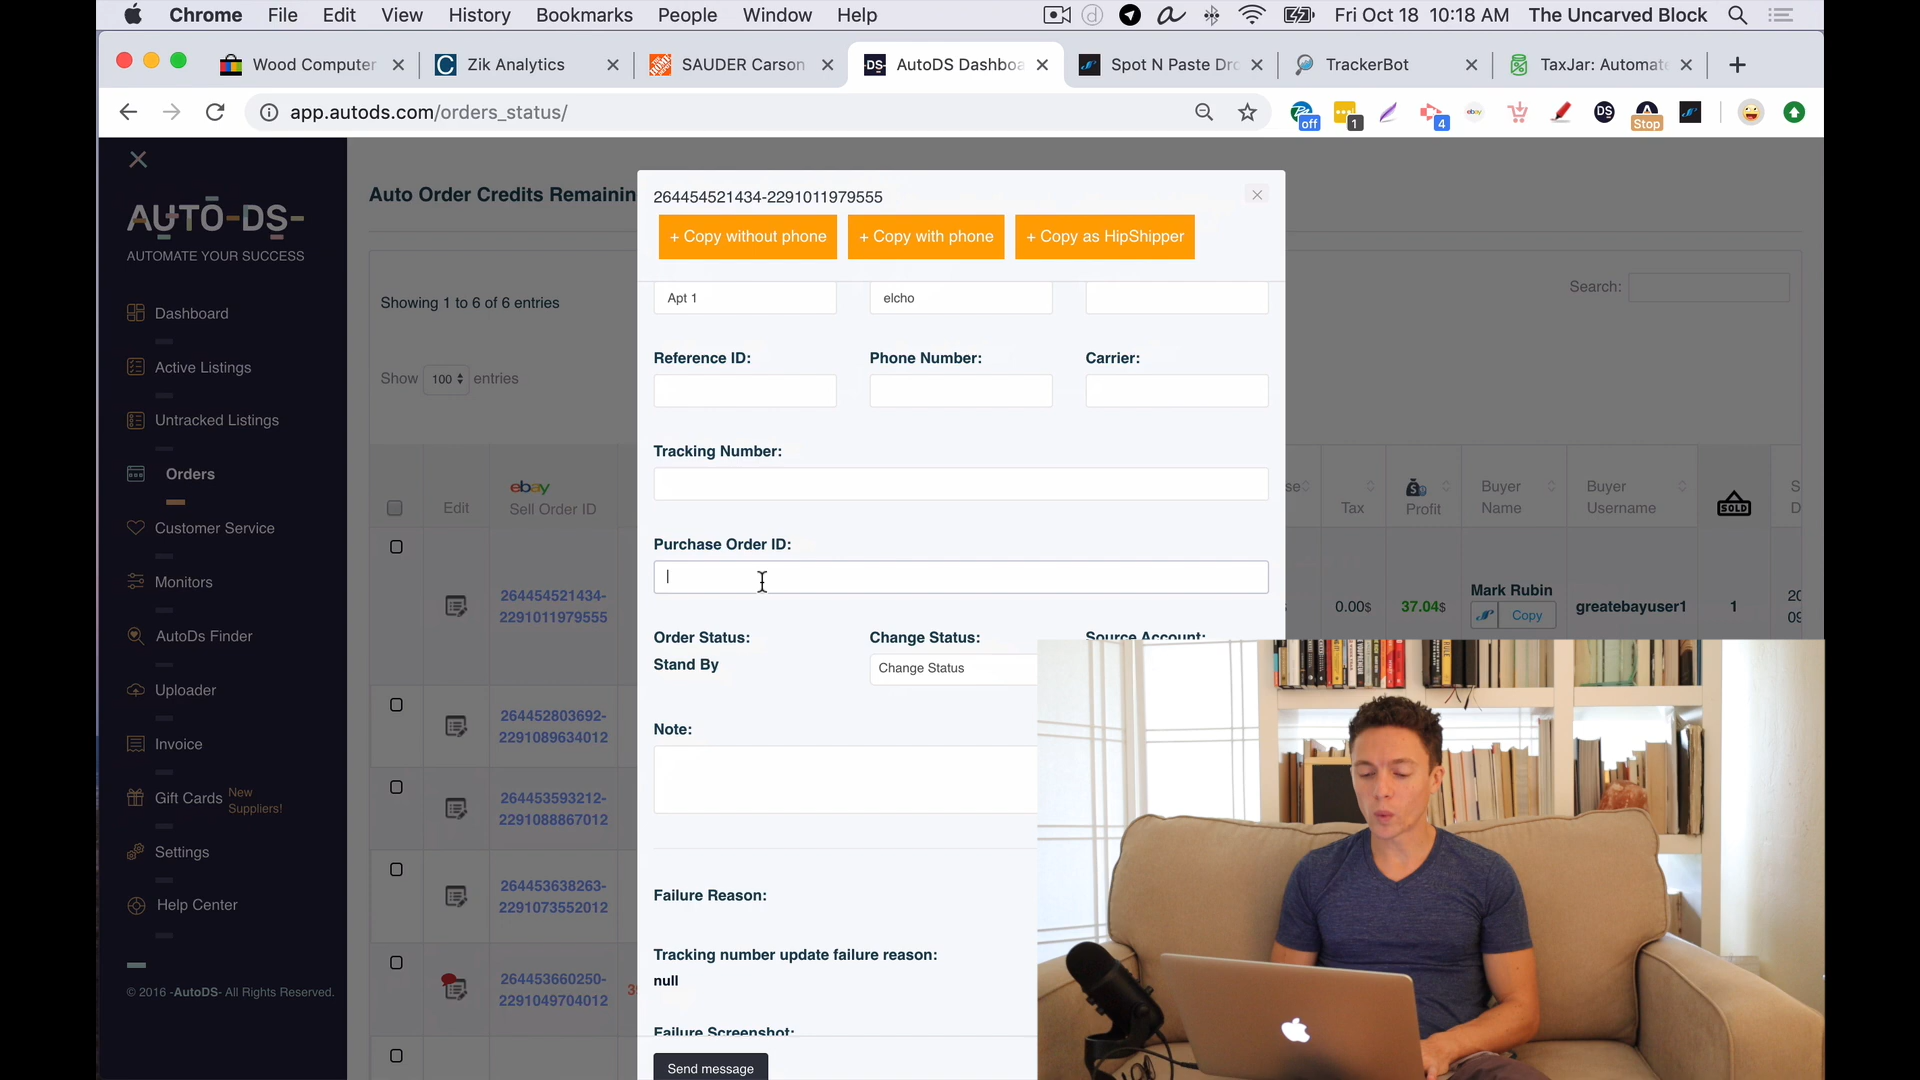 Chrome File Edit View History Bookmarks People Window Help Fri Oct 18 10:18 AM The Uncarved Block
Wood Computer Zik Analytics SAUDER Carson AutoDS Dashboa Spot N Paste Dro TrackerBot TaxJar: Automate
app.autods.com/orders_status/
off 1 4 Stop
AUTO-DS-
AUTOMATE YOUR SUCCESS
Dashboard
Active Listings
Untracked Listings
Orders
Customer Service
Monitors
AutoDs Finder
Uploader
Invoice
Gift Cards New Suppliers!
Settings
Help Center
© 2016 -AutoDS- All Rights Reserved.
Auto Order Credits Remainin
Showing 1 to 6 of 6 entries
Search:
Show 100 entries
Edit
ebay
Sell Order ID
264454521434-
2291011979555
264452803692-
2291089634012
264453593212-
2291088867012
264453638263-
2291073552012
264453660250-
2291049704012
264454521434-2291011979555
+ Copy without phone + Copy with phone + Copy as HipShipper
Apt 1 elcho
Reference ID: Phone Number: Carrier:
Tracking Number:
Purchase Order ID:
Order Status: Change Status: Source Account:
Stand By Change Status
Note:
Failure Reason:
Tracking number update failure reason:
null
Failure Screenshot:
Send message
Tax Profit Buyer Name Buyer Username SOLD
0.00$ 37.04$ Mark Rubin greatebayuser1 1
Copy